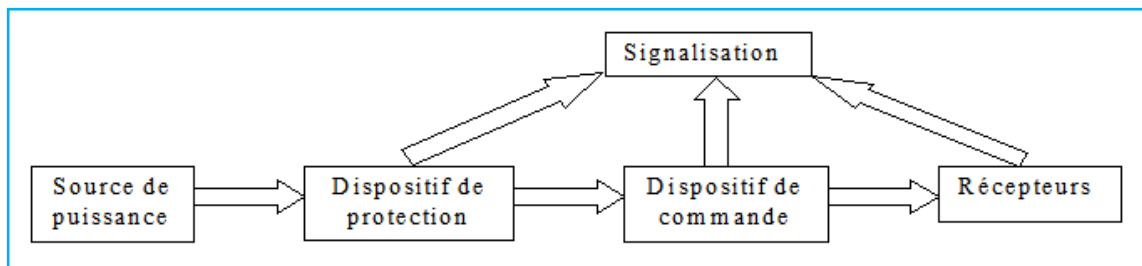 Signalisation
Source de
puissance
Dispositif de
protection
Dispositif de
commande
Récepteurs